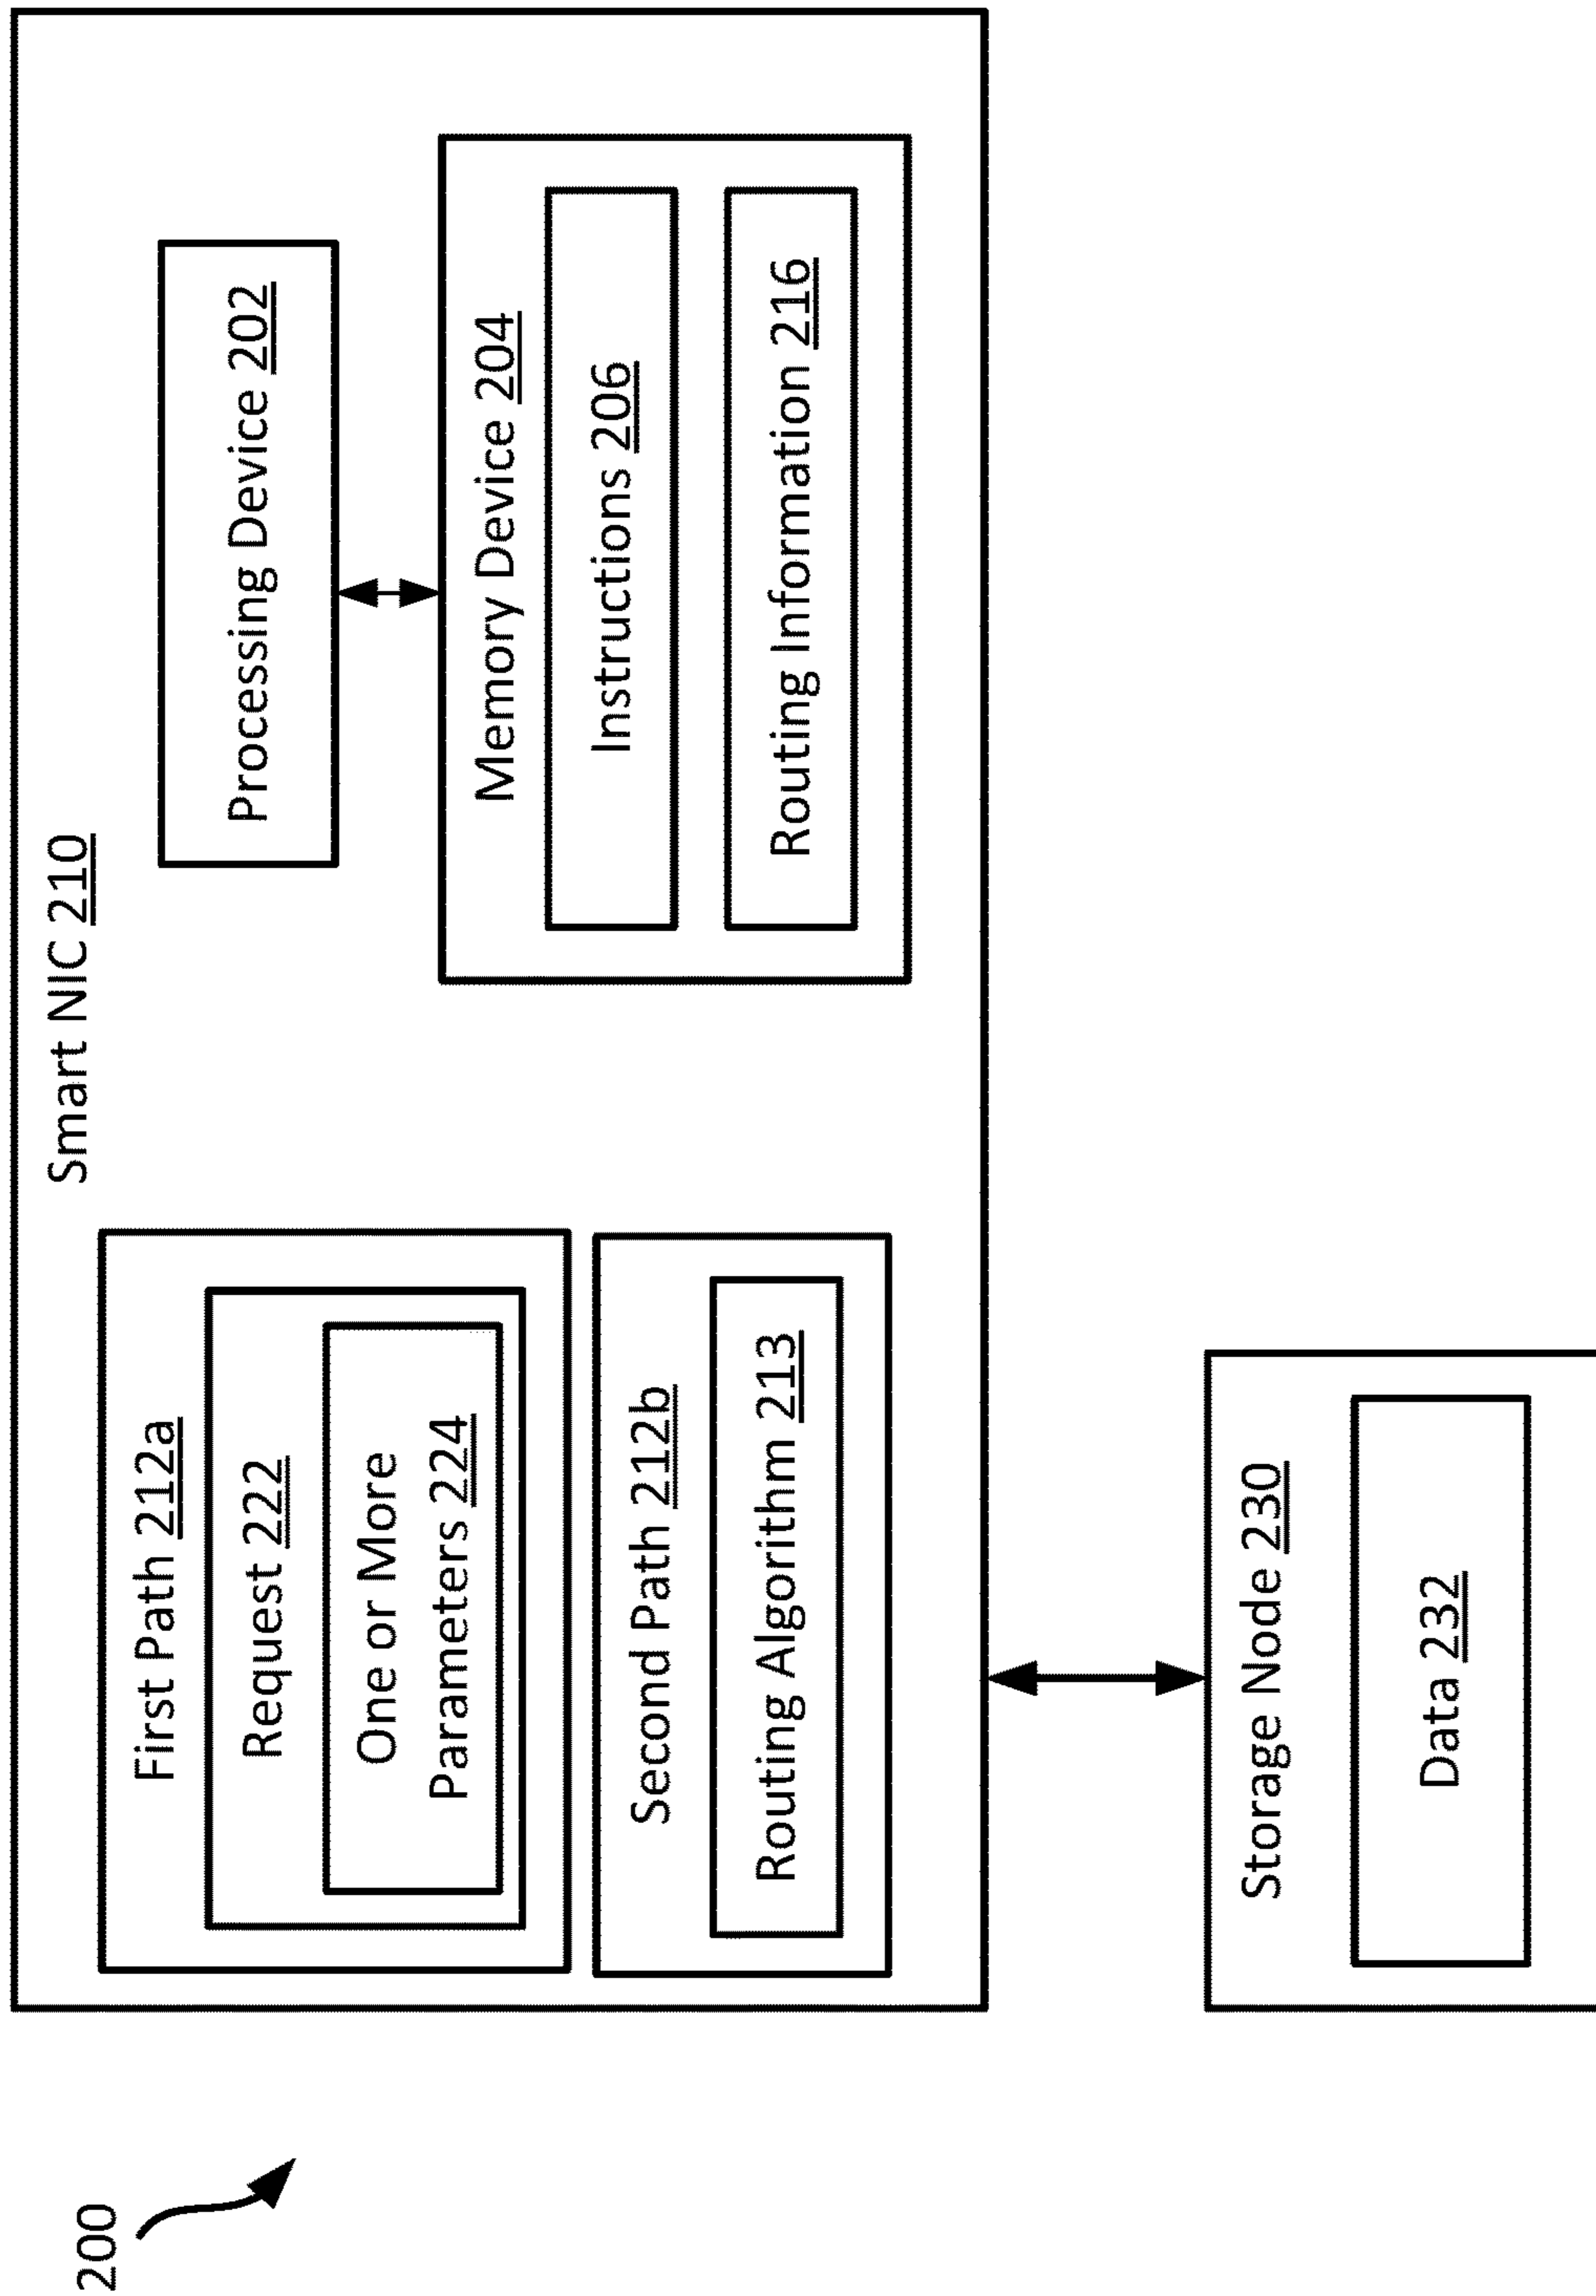 200
Smart NIC 210
First Path 212a
Request 222
One or More
Parameters 224
Second Path 212b
Routing Algorithm 213
Processing Device 202
Memory Device 204
Instructions 206
Routing Information 216
Storage Node 230
Data 232